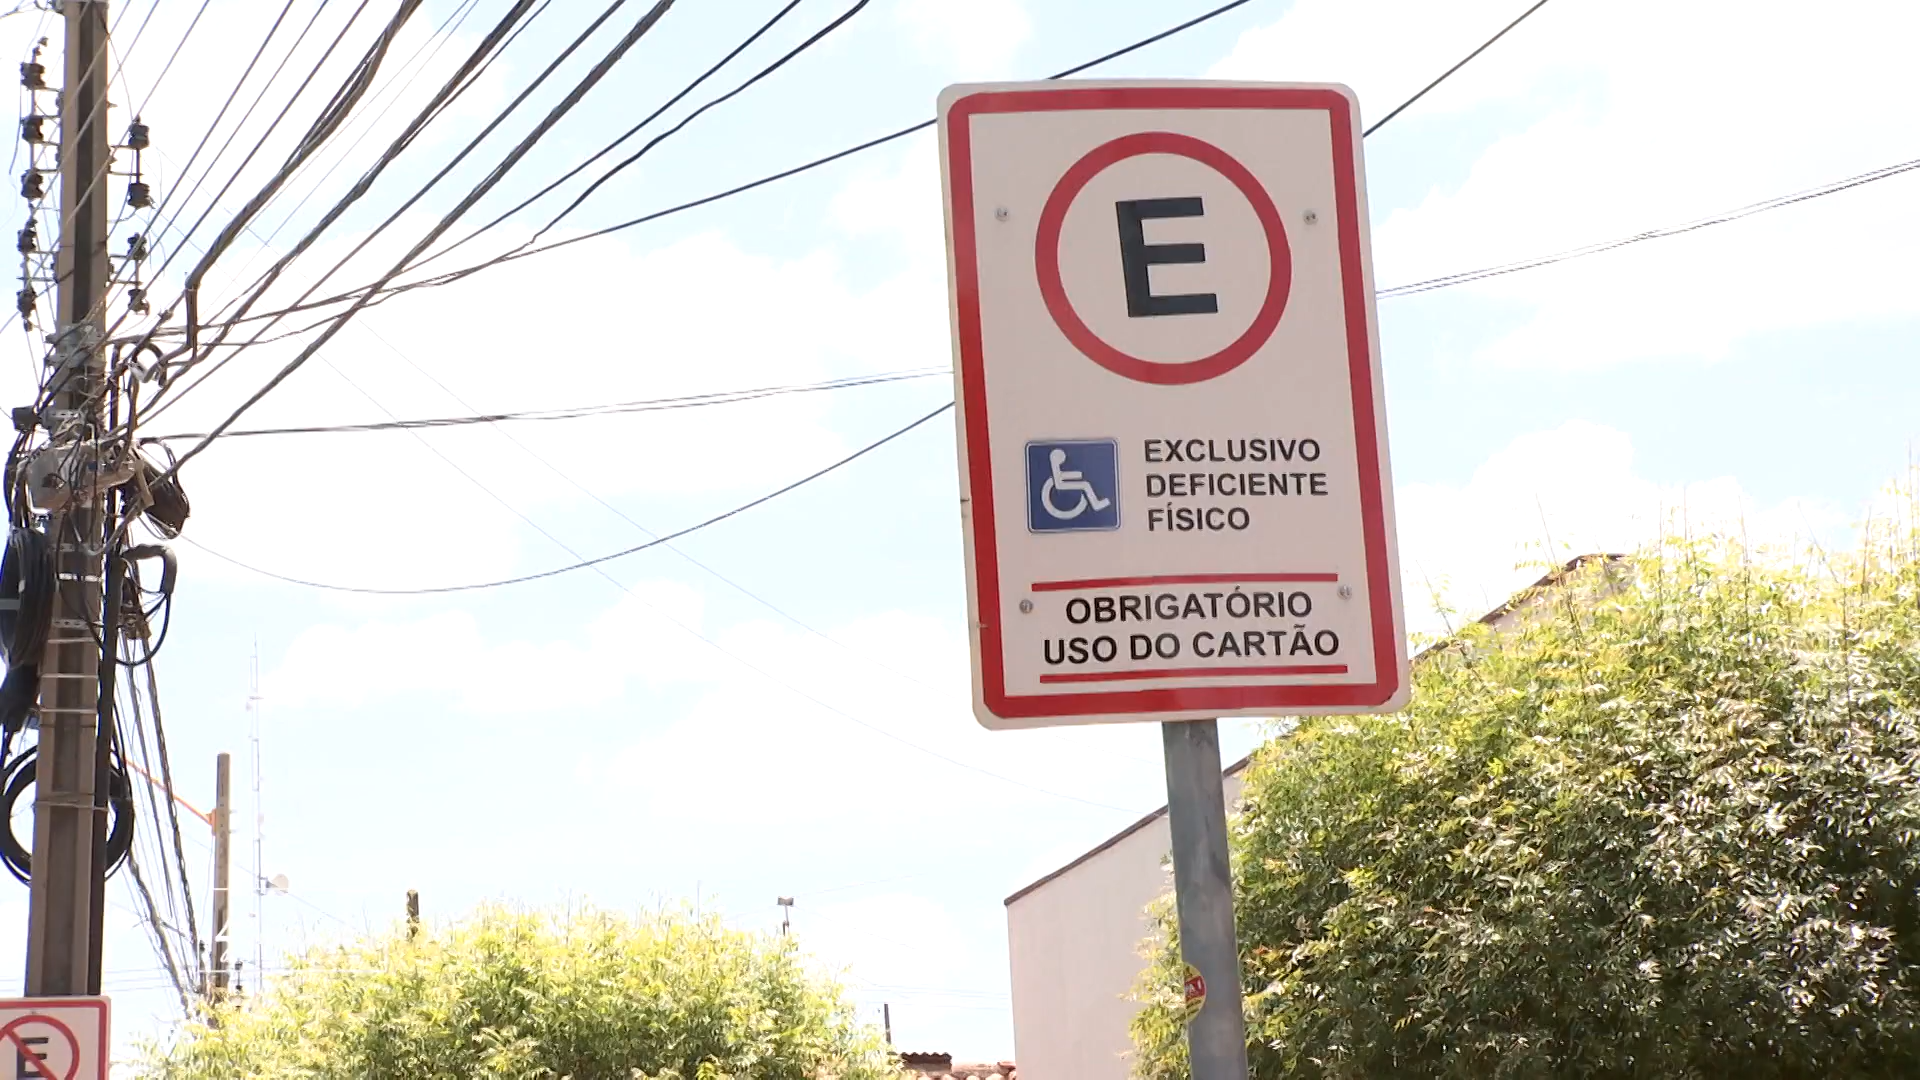 E
EXCLUSIVO
DEFICIENTE
FÍSICO
OBRIGATÓRIO
USO DO CARTÃO
E